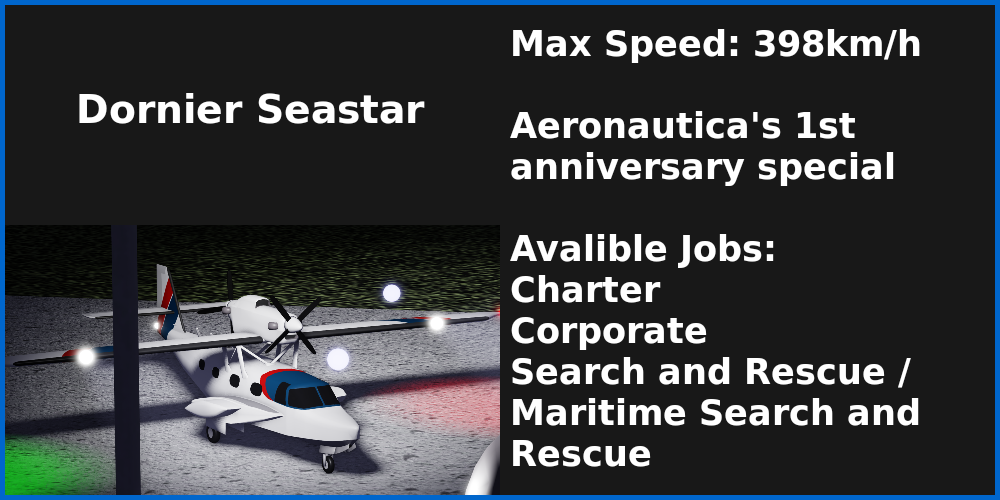 Dornier Seastar
Max Speed: 398km/h
Aeronautica's 1st
anniversary special
Avalible Jobs:
Charter
Corporate
Search and Rescue /
Maritime Search and
Rescue